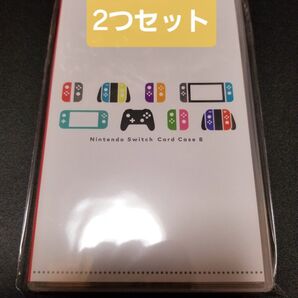 2つセット
Nintendo Switch Card Case 8